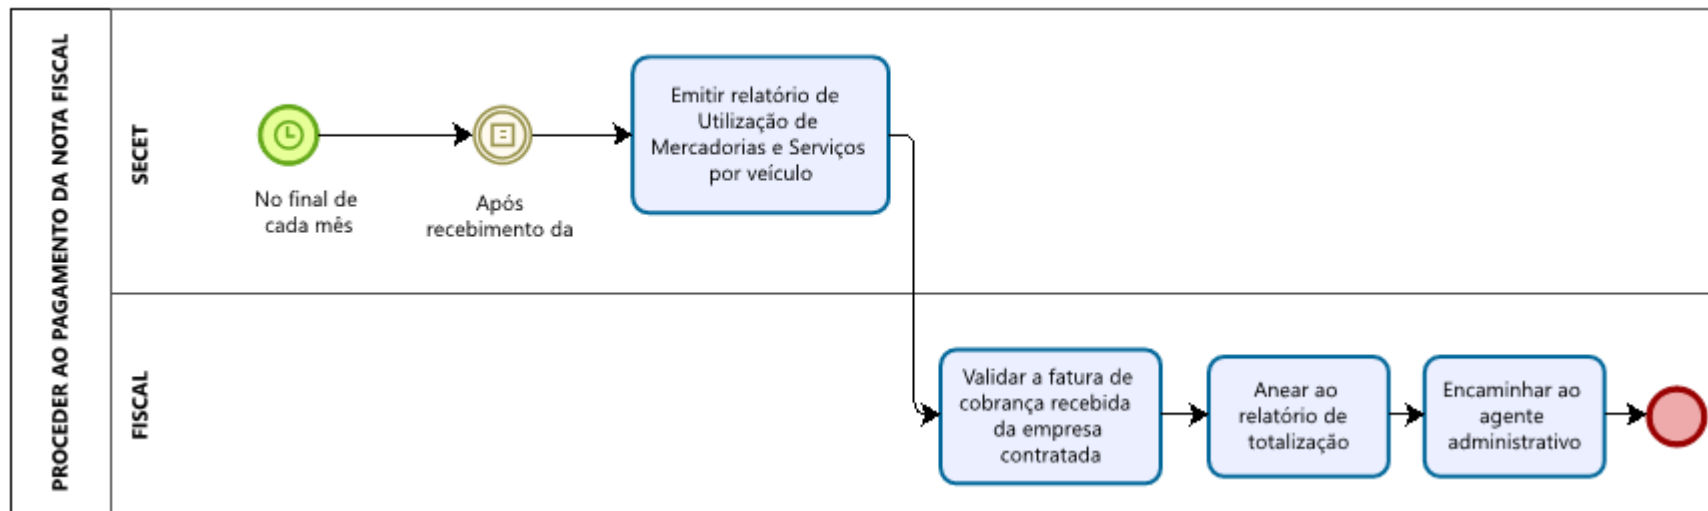 PROCEDER AO PAGAMENTO DA NOTA FISCAL
SECET
No final de
cada mês
Após
recebimento da
Emitir relatório de
Utilização de
Mercadorias e Serviços
por veículo
FISCAL
Validar a fatura de
cobrança recebida
da empresa
contratada
Anear ao
relatório de
totalização
Encaminhar ao
agente
administrativo